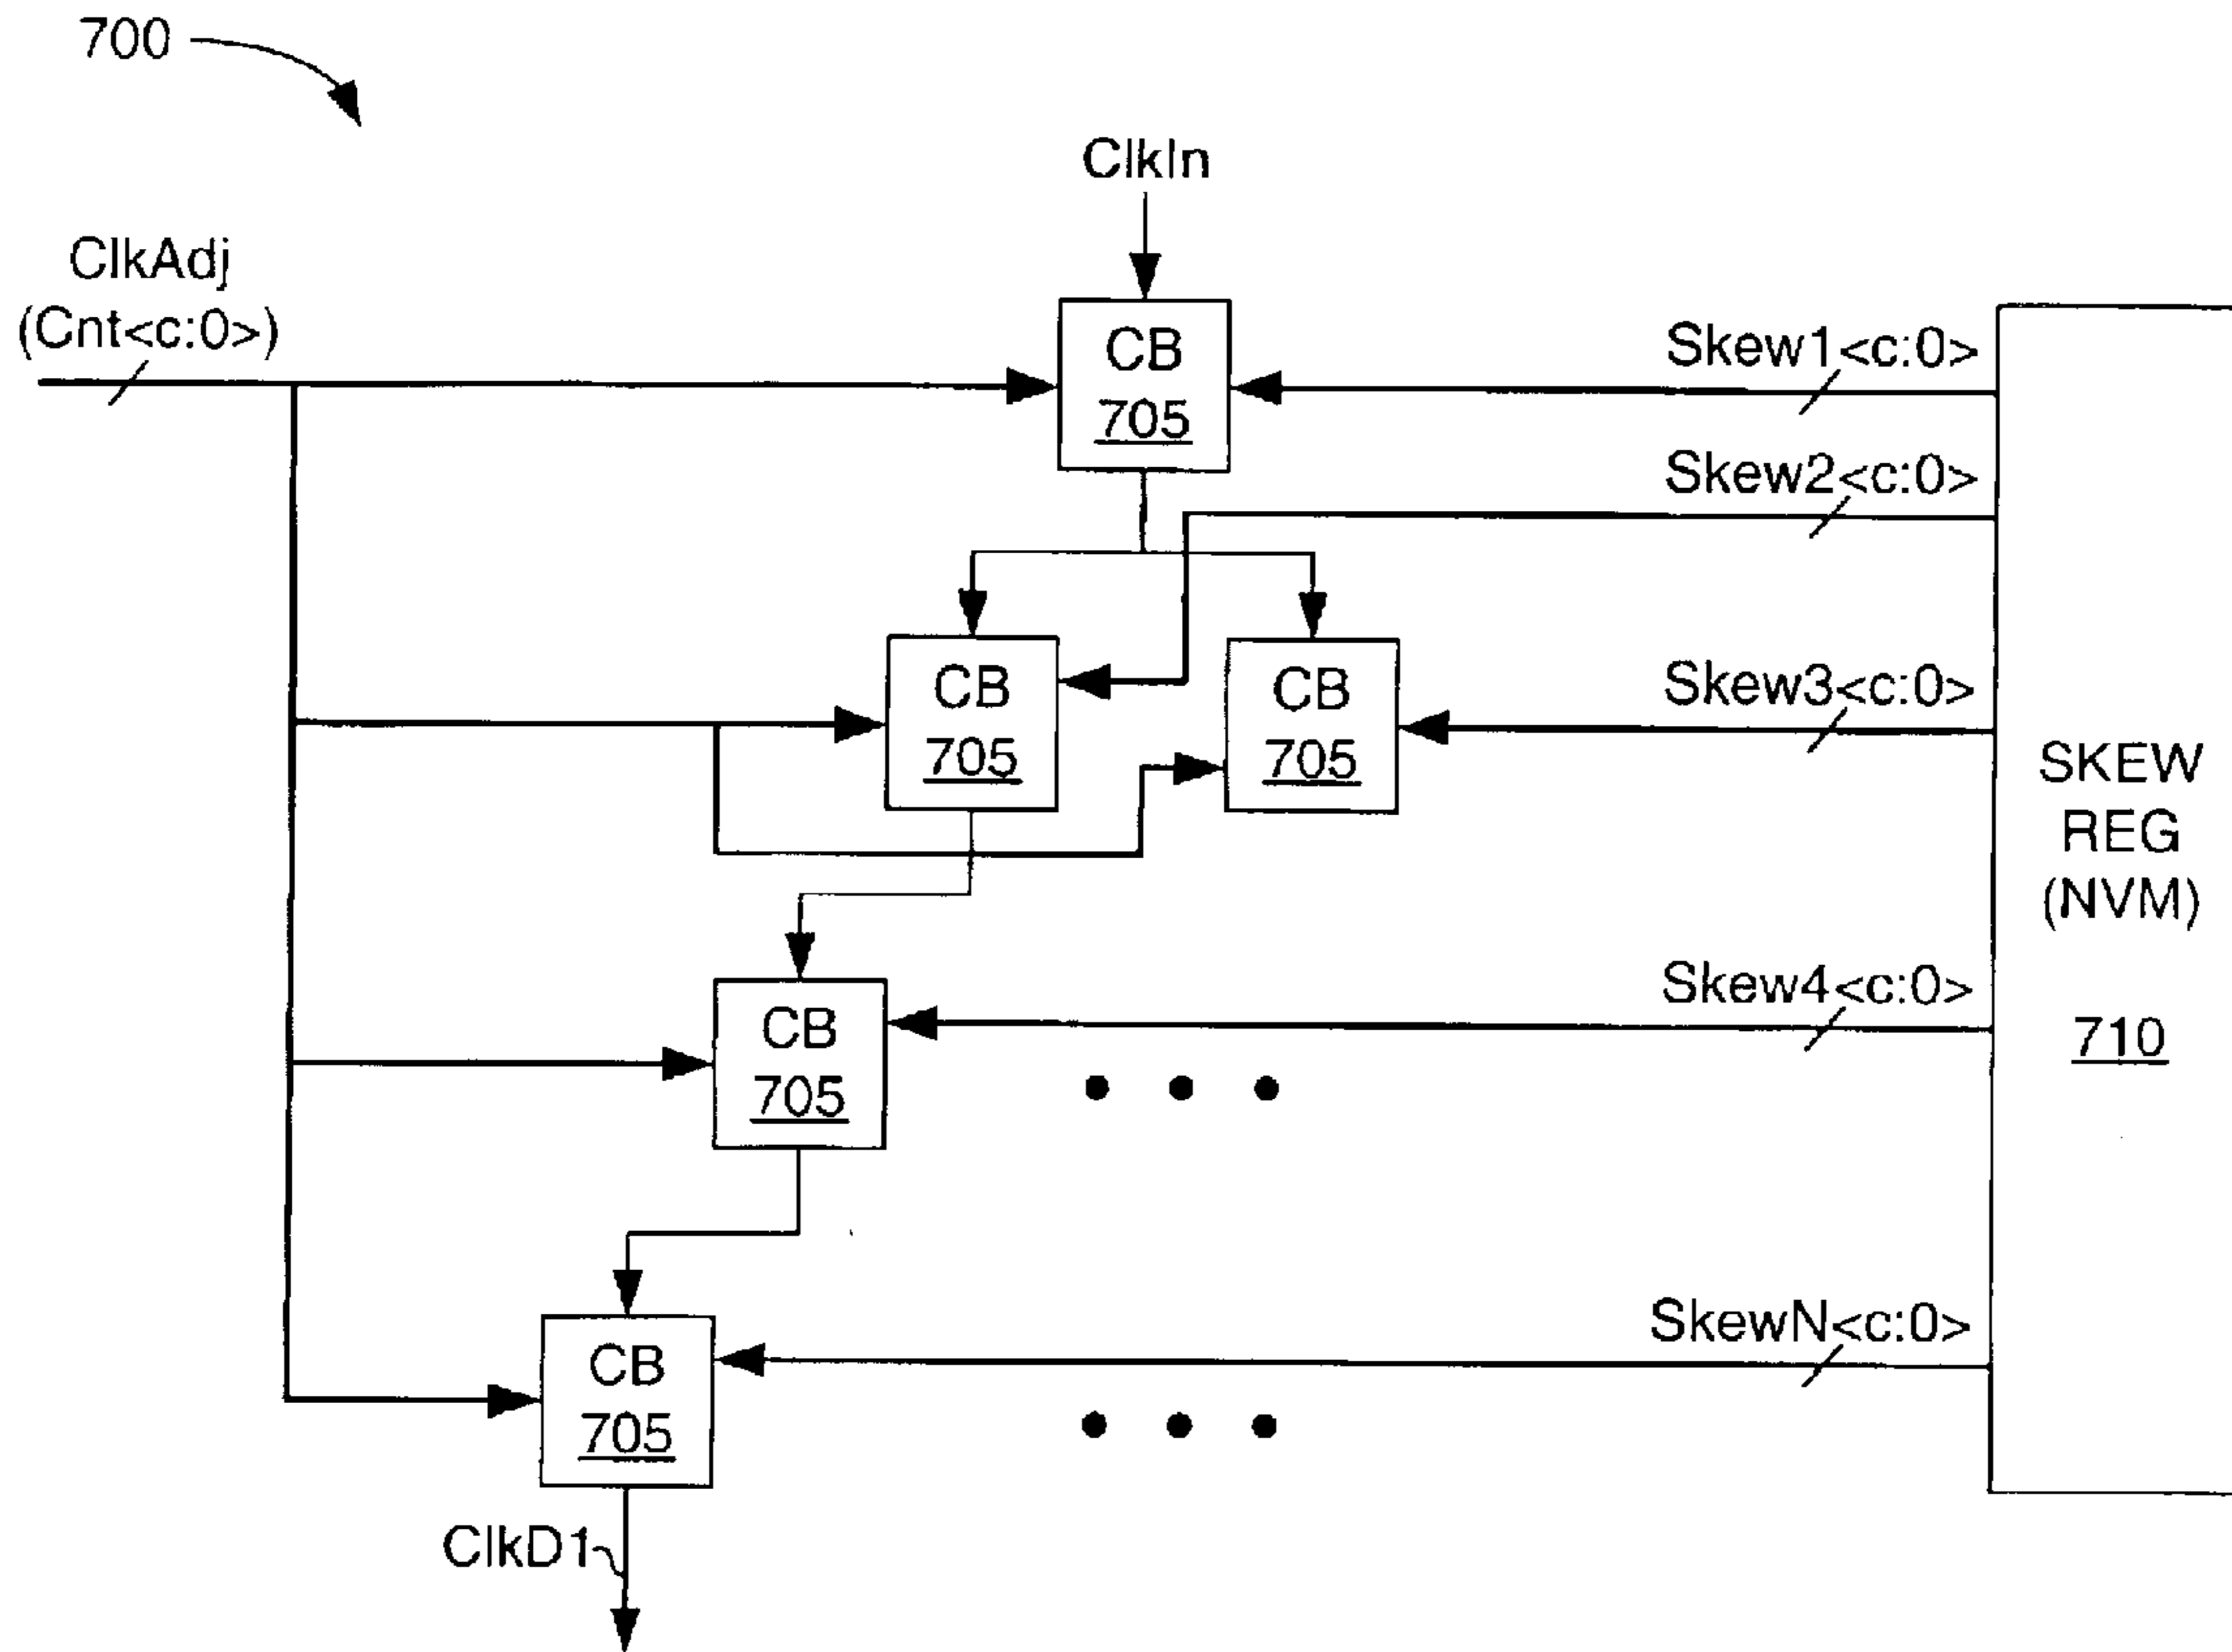 700
ClkIn
ClkAdj
(Cnt<c:0>)
CB
705
Skew1<c:0>
Skew2<c:0>
CB
705
CB
705
Skew3<c:0>
SKEW
REG
(NVM)
710
CB
705
Skew4<c:0>
CB
705
SkewN<c:0>
ClkD1